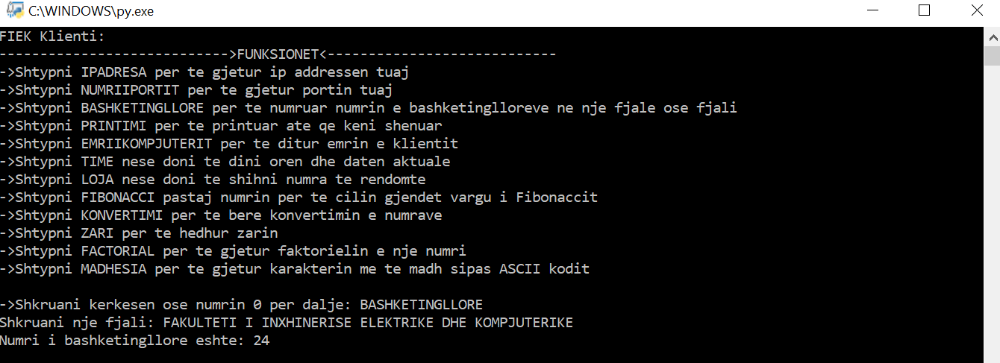 C:\WINDOWS\py.exe
FIEK Klienti:
---------------------------->FUNKSIONET<----------------------------
->Shtypni IPADRESA per te gjetur ip addressen tuaj
->Shtypni NUMRIIPORTIT per te gjetur portin tuaj
->Shtypni BASHKETINGLLORE per te numruar numrin e bashketinglloreve ne nje fjale ose fjali
->Shtypni PRINTIMI per te printuar ate qe keni shenuar
->Shtypni EMRIIKOMPJUTERIT per te ditur emrin e klientit
->Shtypni TIME nese doni te dini oren dhe daten aktuale
->Shtypni LOJA nese doni te shihni numra te rendomte
->Shtypni FIBONACCI pastaj numrin per te cilin gjendet vargu i Fibonaccit
->Shtypni KONVERTIMI per te bere konvertimin e numrave
->Shtypni ZARI per te hedhur zarin
->Shtypni FACTORIAL per te gjetur faktorielin e nje numri
->Shtypni MADHESIA per te gjetur karakterin me te madh sipas ASCII kodit
->Shkruani kerkesen ose numrin 0 per dalje: BASHKETINGLLORE
Shkruani nje fjali: FAKULTETI I INXHINERISE ELEKTRIKE DHE KOMPJUTERIKE
Numri i bashketingllore eshte: 24